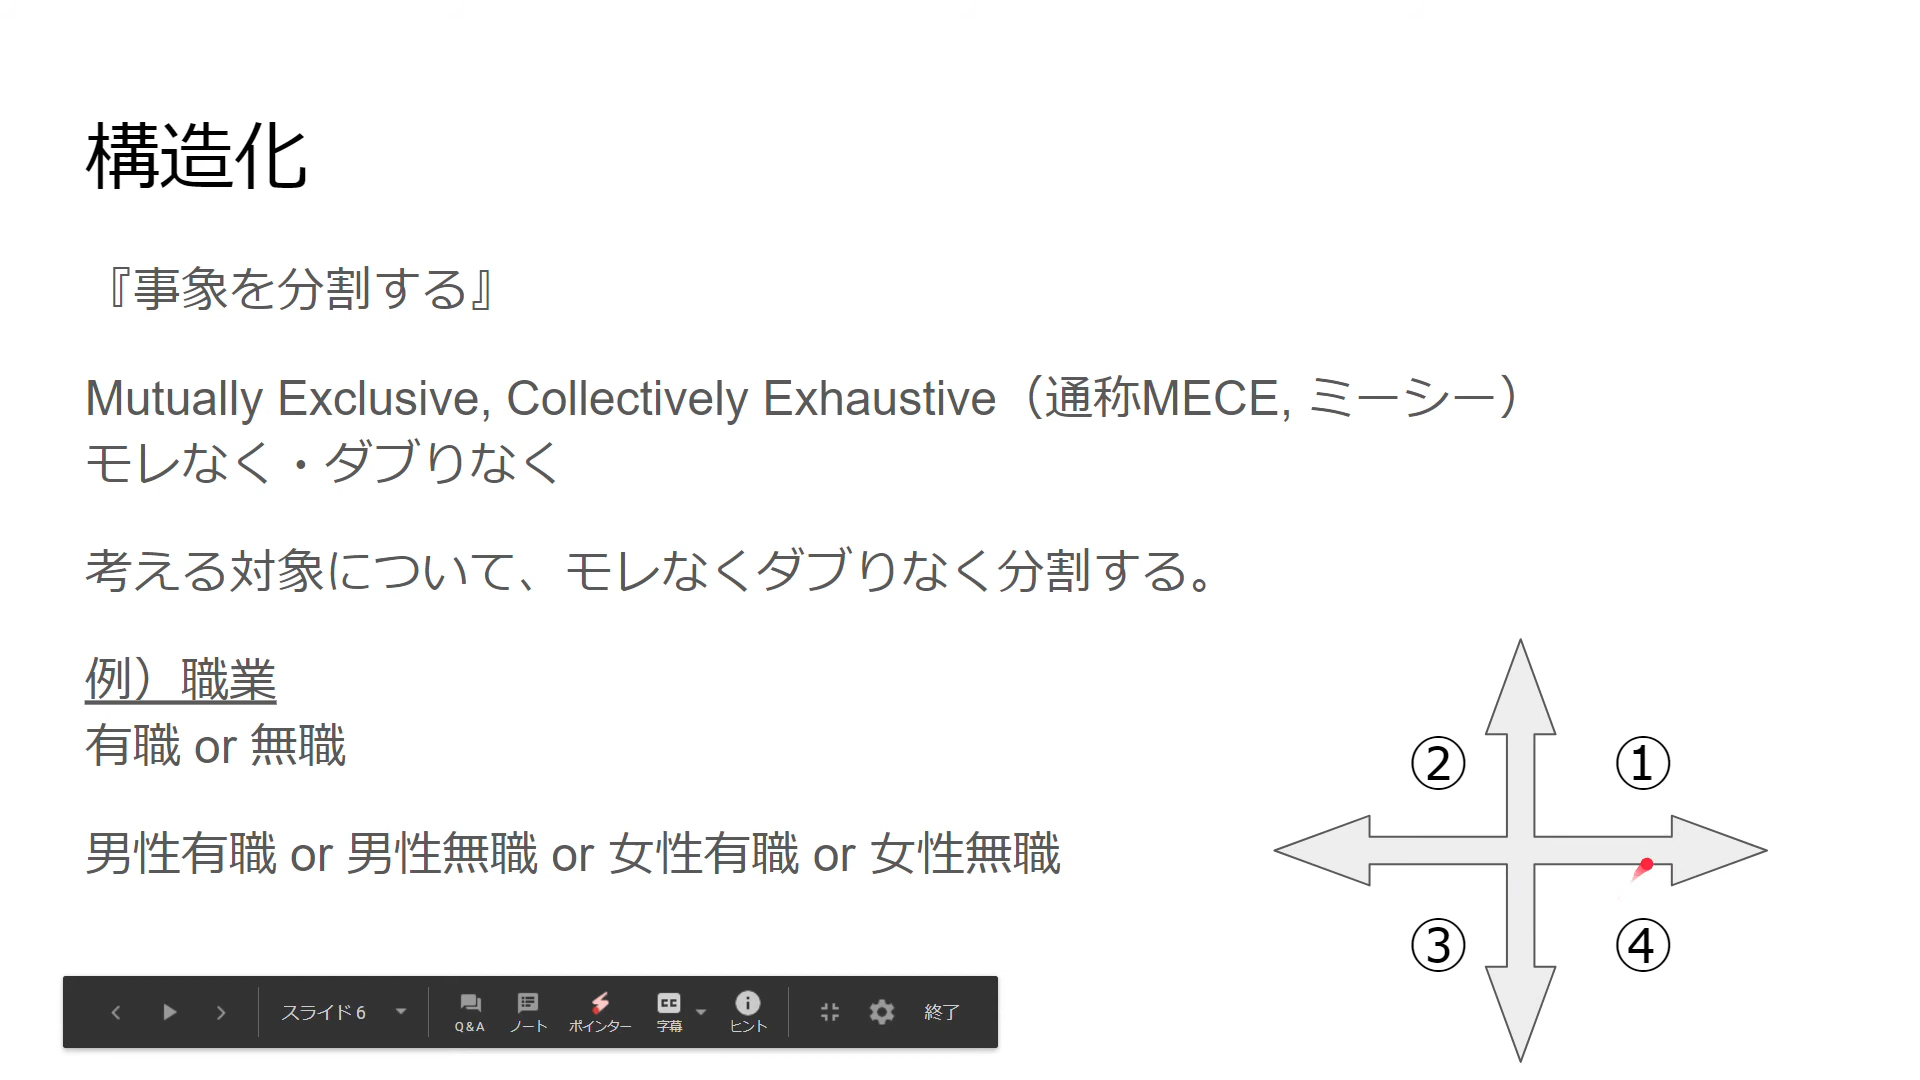 構造化
『事象を分割する』
Mutually Exclusive, Collectively Exhaustive（通称MECE, ミーシー）
モレなく・ダブりなく
考える対象について、モレなくダブりなく分割する。
例）職業
有職 or 無職
男性有職 or 男性無職 or 女性有職 or 女性無職
② ①
③ ④
スライド 6 Q&A ノート ポインター CC 字幕 ヒント 終了